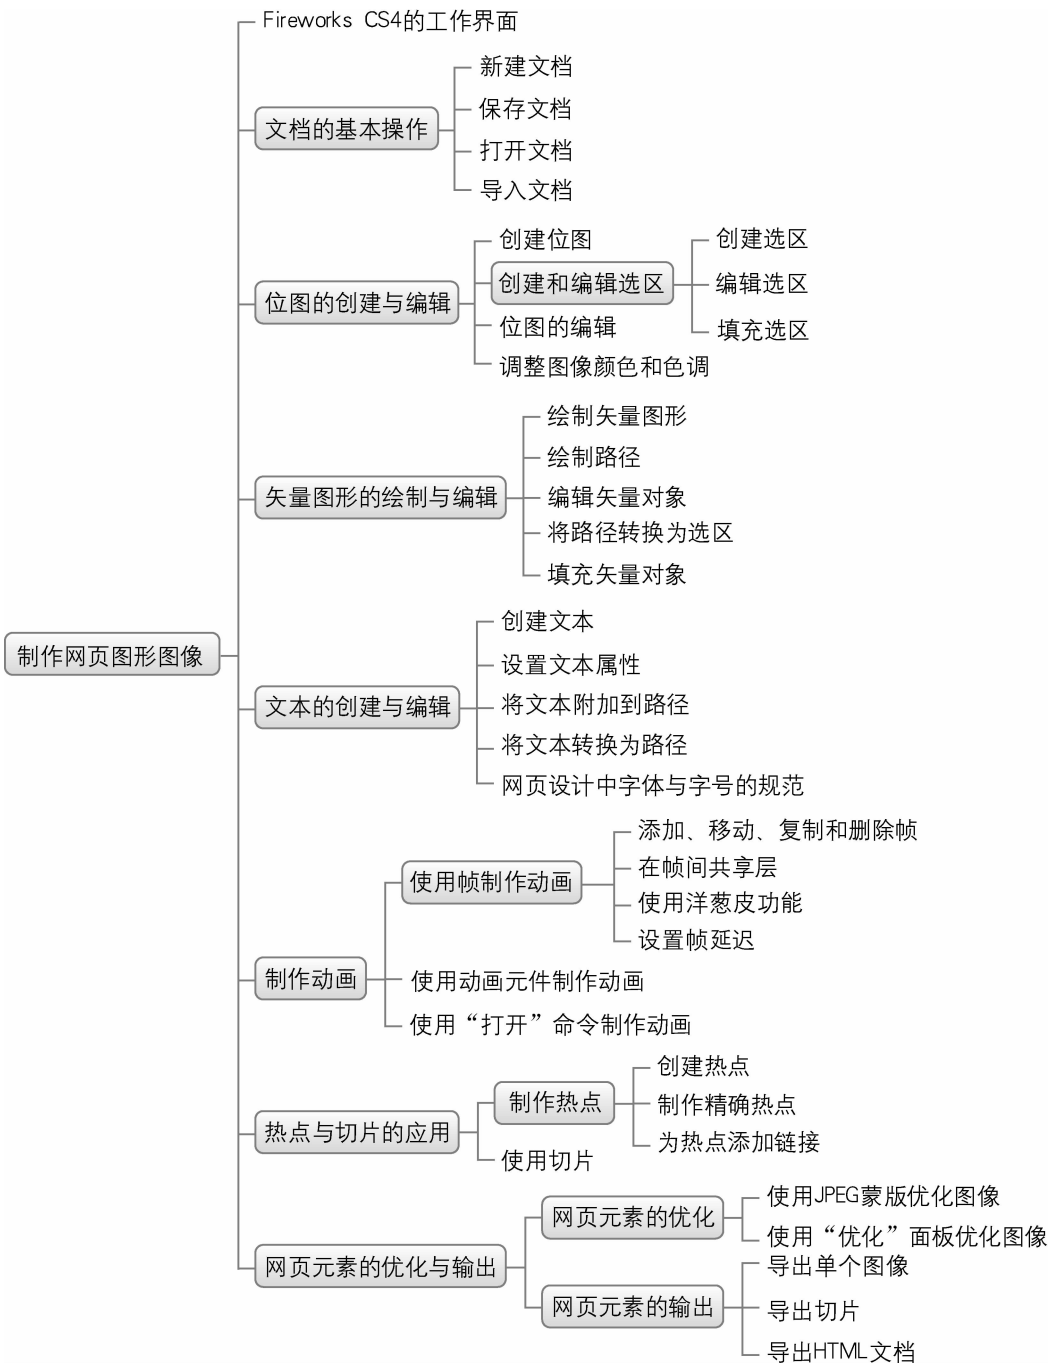 Fireworks CS4的工作界面
文档的基本操作
新建文档
保存文档
打开文档
导入文档
位图的创建与编辑
创建位图
创建和编辑选区
创建选区
编辑选区
填充选区
位图的编辑
调整图像颜色和色调
矢量图形的绘制与编辑
绘制矢量图形
绘制路径
编辑矢量对象
将路径转换为选区
填充矢量对象
制作网页图形图像
文本的创建与编辑
创建文本
设置文本属性
将文本附加到路径
将文本转换为路径
网页设计中字体与字号的规范
制作动画
使用帧制作动画
添加、移动、复制和删除帧
在帧间共享层
使用洋葱皮功能
设置帧延迟
使用动画元件制作动画
使用“打开”命令制作动画
热点与切片的应用
制作热点
创建热点
制作精确热点
为热点添加链接
使用切片
网页元素的优化与输出
网页元素的优化
使用JPEG蒙版优化图像
使用“优化”面板优化图像
网页元素的输出
导出单个图像
导出切片
导出HTML文档